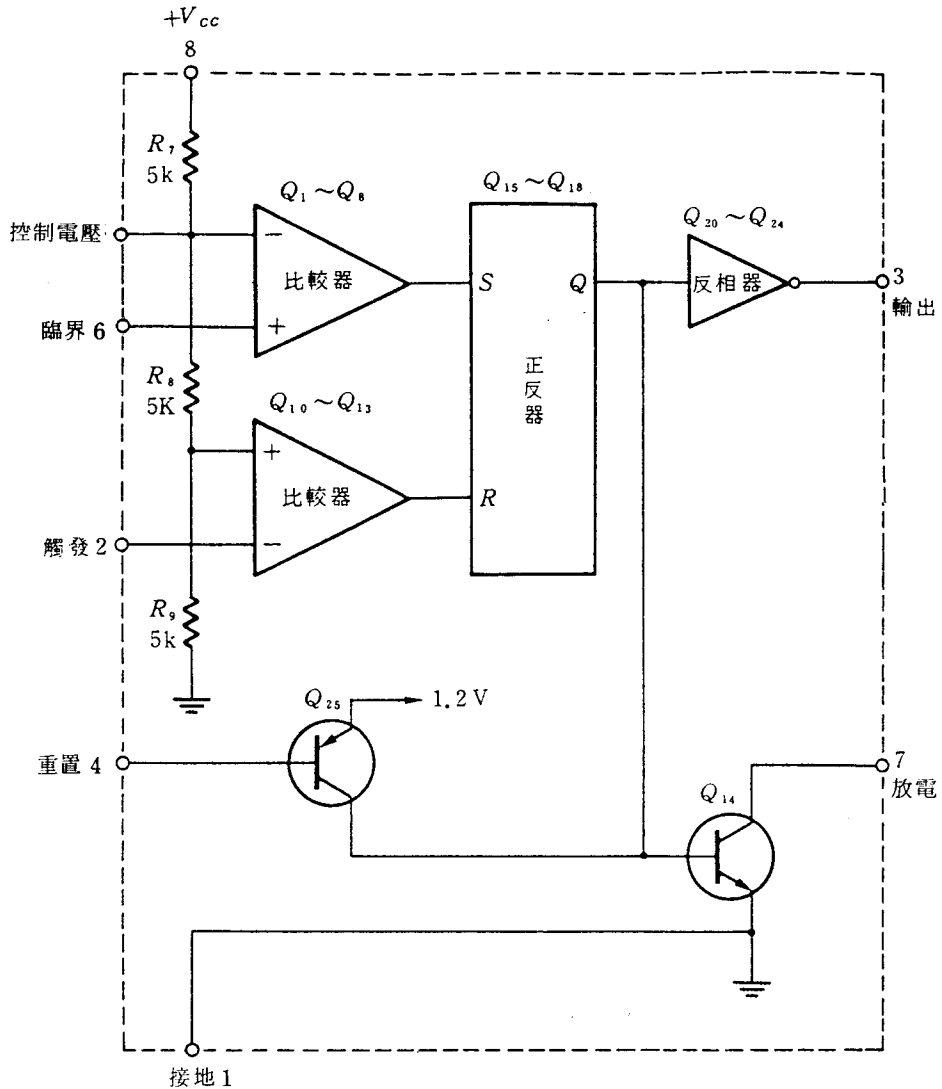 +Vcc
8
R₇
5k
Q₁～Q₈
Q₁₅～Q₁₈
Q₂₀～Q₂₄
控制電壓
−
比較器
S
Q
反相器
3
輸出
臨界 6
+
正反器
R₈
5K
Q₁₀～Q₁₃
+
比較器
R
觸發 2
−
R₉
5k
Q₂₅
1.2V
重置 4
7
放電
Q₁₄
接地 1